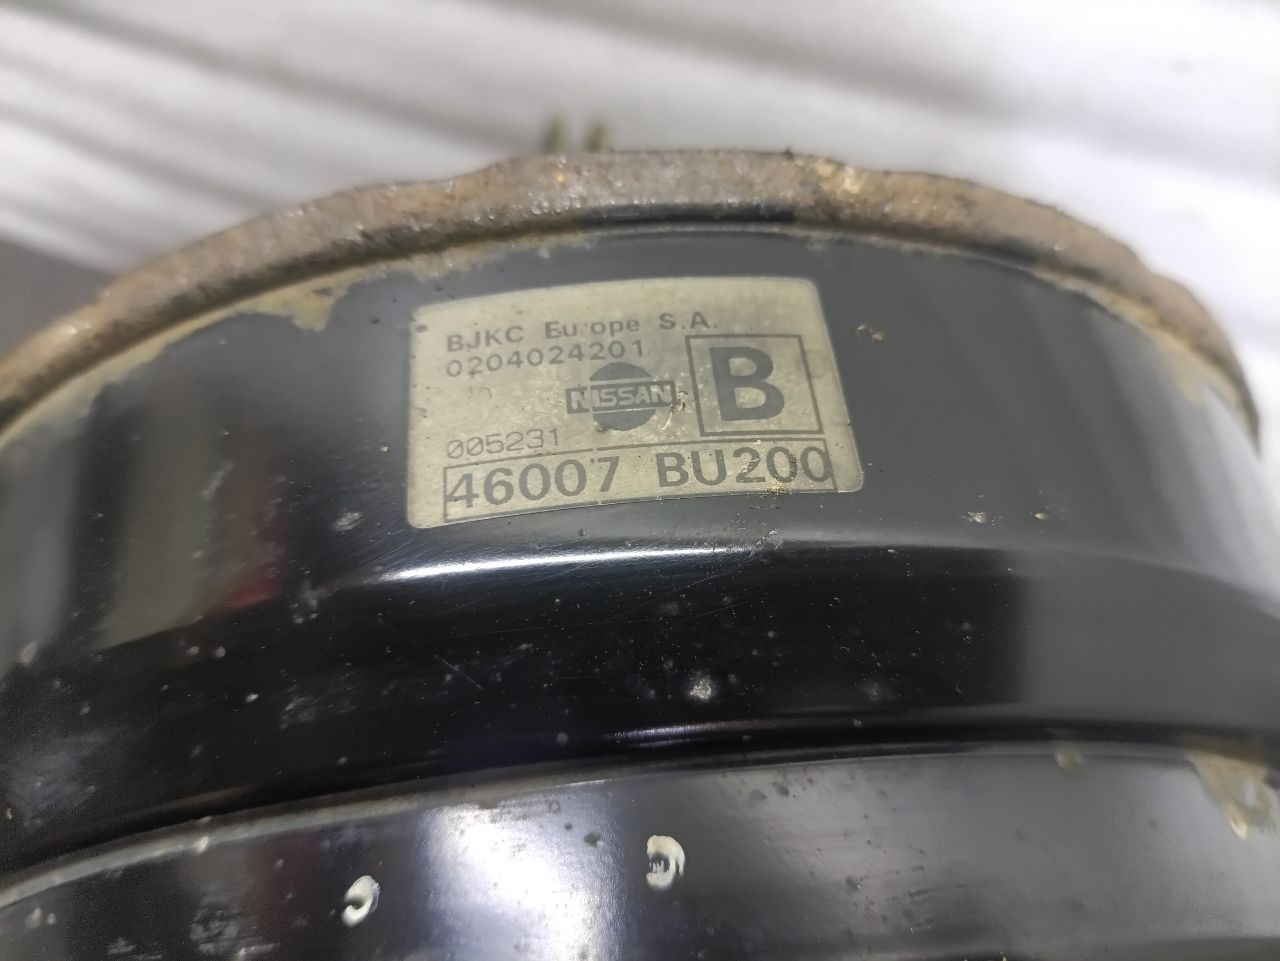 BJKC Europe S.A.
0204024201
NISSAN
B
005231
46007 BU200